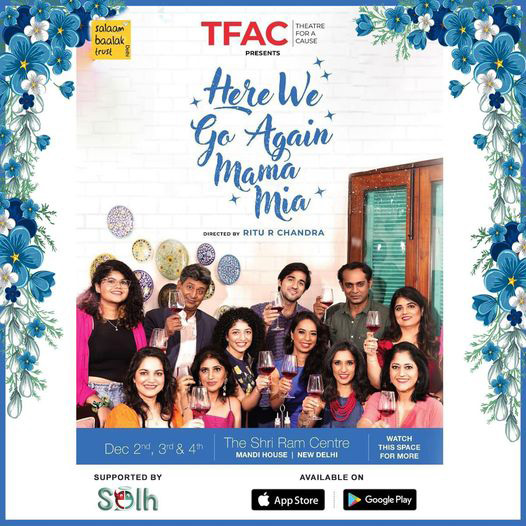 salaam
baalak
trust
Delhi
TFAC THEATRE FOR A CAUSE
PRESENTS
Here We
Go Again
Mama
Mia
DIRECTED BY RITU R CHANDRA
Dec 2nd, 3rd & 4th
The Shri Ram Centre
MANDI HOUSE | NEW DELHI
WATCH
THIS SPACE
FOR MORE
SUPPORTED BY
Solh
AVAILABLE ON
App Store
Google Play